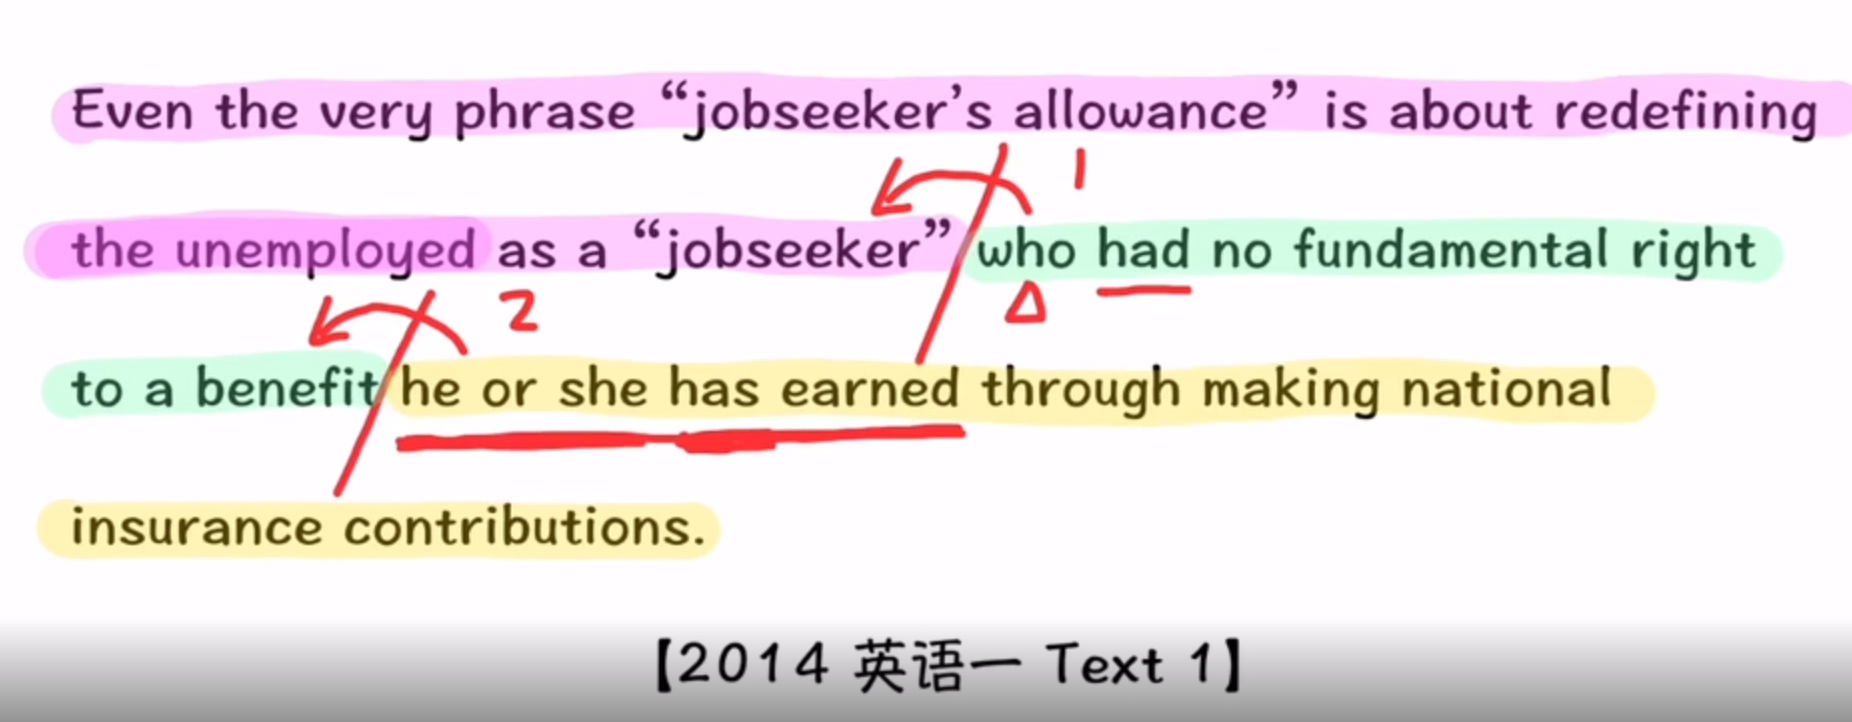 Even the very phrase “jobseeker’s allowance” is about redefining
1
the unemployed as a “jobseeker” who had no fundamental right
2
to a benefit he or she has earned through making national
insurance contributions.
【2014 英语一 Text 1】